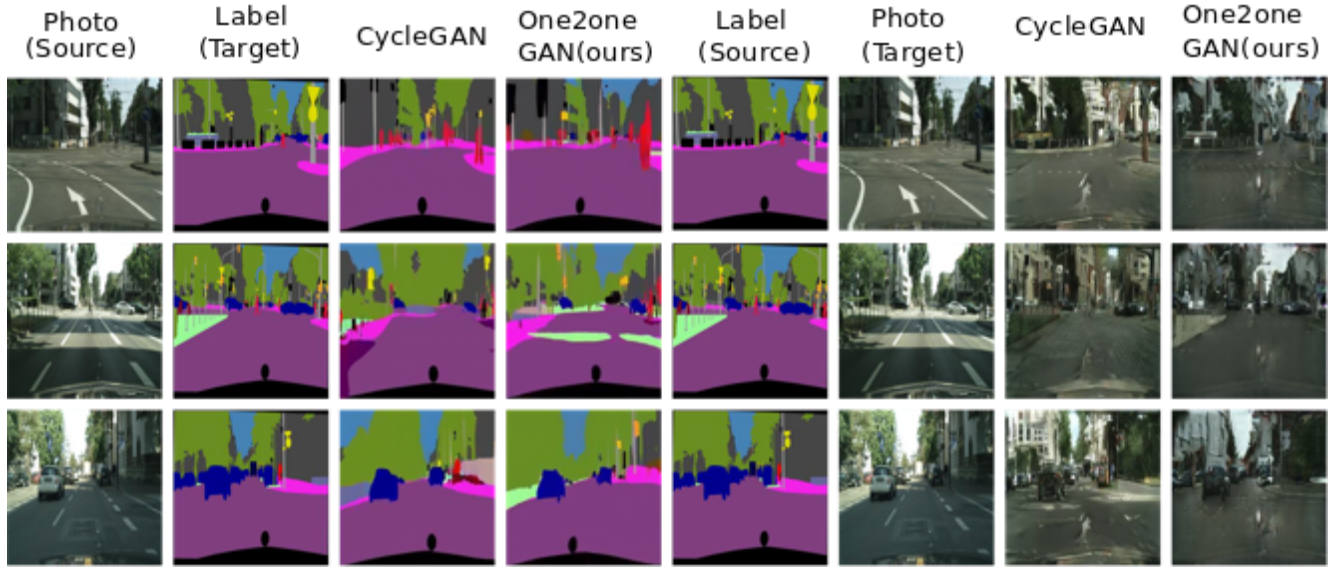 Photo
(Source)
Label
(Target)
CycleGAN
One2one
GAN(ours)
Label
(Source)
Photo
(Target)
CycleGAN
One2one
GAN(ours)